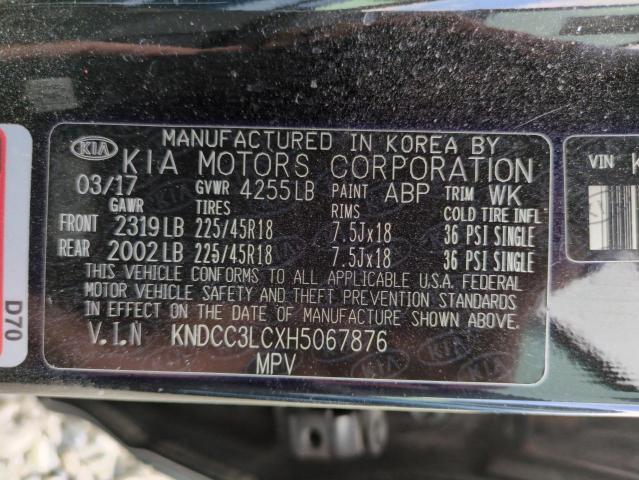 MANUFACTURED IN KOREA BY
KIA KIA MOTORS CORPORATION
03/17 GVWR 4255LB PAINT ABP TRIM WK
GAWR TIRES RIMS COLD TIRE INFL
FRONT 2319LB 225/45R18 7.5Jx18 36 PSI SINGLE
REAR 2002LB 225/45R18 7.5Jx18 36 PSI SINGLE
THIS VEHICLE CONFORMS TO ALL APPLICABLE U.S.A. FEDERAL
MOTOR VEHICLE SAFETY AND THEFT PREVENTION STANDARDS
IN EFFECT ON THE DATE OF MANUFACTURE SHOWN ABOVE.
V.I.N KNDCC3LCXH5067876
MPV
D70
VIN K